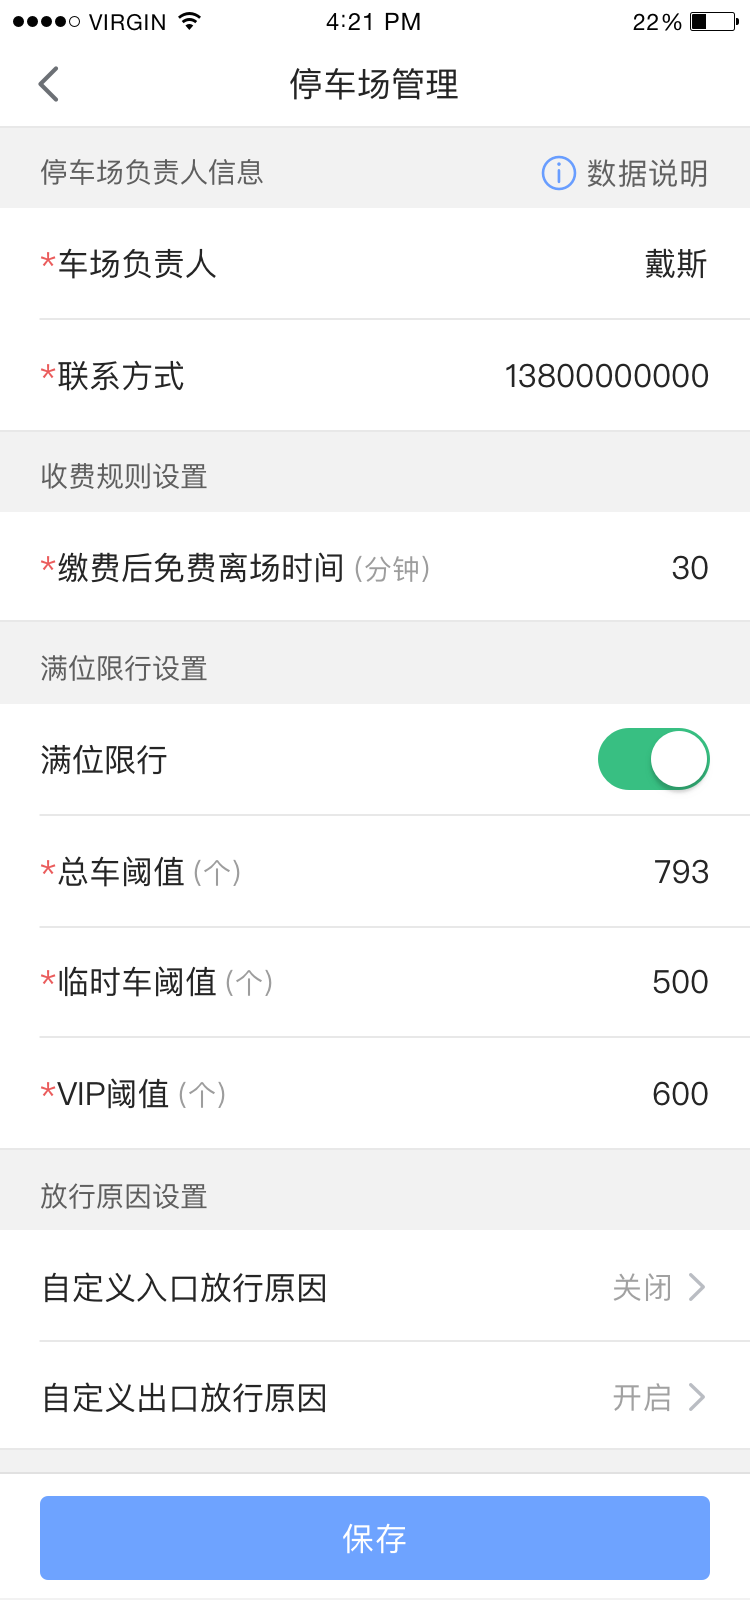 VIRGIN 4:21 PM 22%
停车场管理
停车场负责人信息 数据说明
*车场负责人 戴斯
*联系方式 13800000000
收费规则设置
*缴费后免费离场时间 (分钟) 30
满位限行设置
满位限行
*总车阈值 (个) 793
*临时车阈值 (个) 500
*VIP阈值 (个) 600
放行原因设置
自定义入口放行原因 关闭
自定义出口放行原因 开启
保存